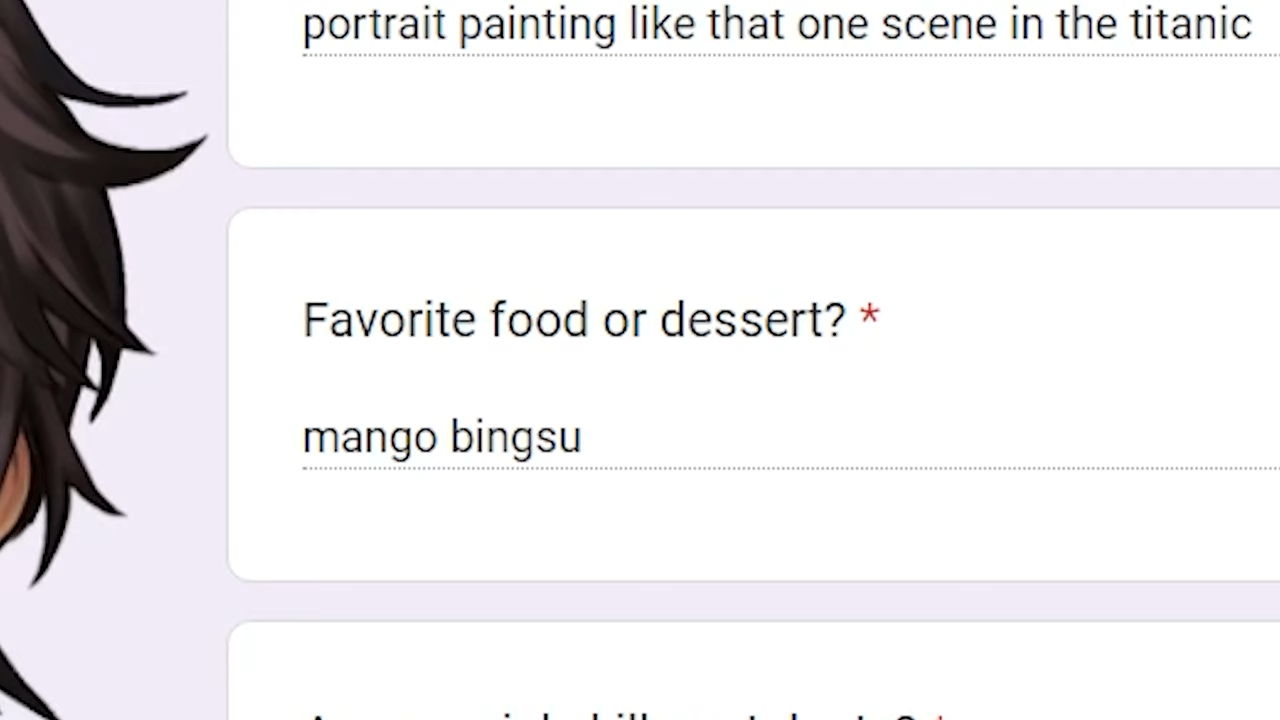 portrait painting like that one scene in the titanic
Favorite food or dessert? *
mango bingsu